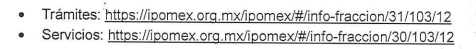 • Trámites: https://ipomex.org.mx/ipomex/#/info-fraccion/31/103/12
• Servicios: https://ipomex.org.mx/ipomex/#/info-fraccion/30/103/12